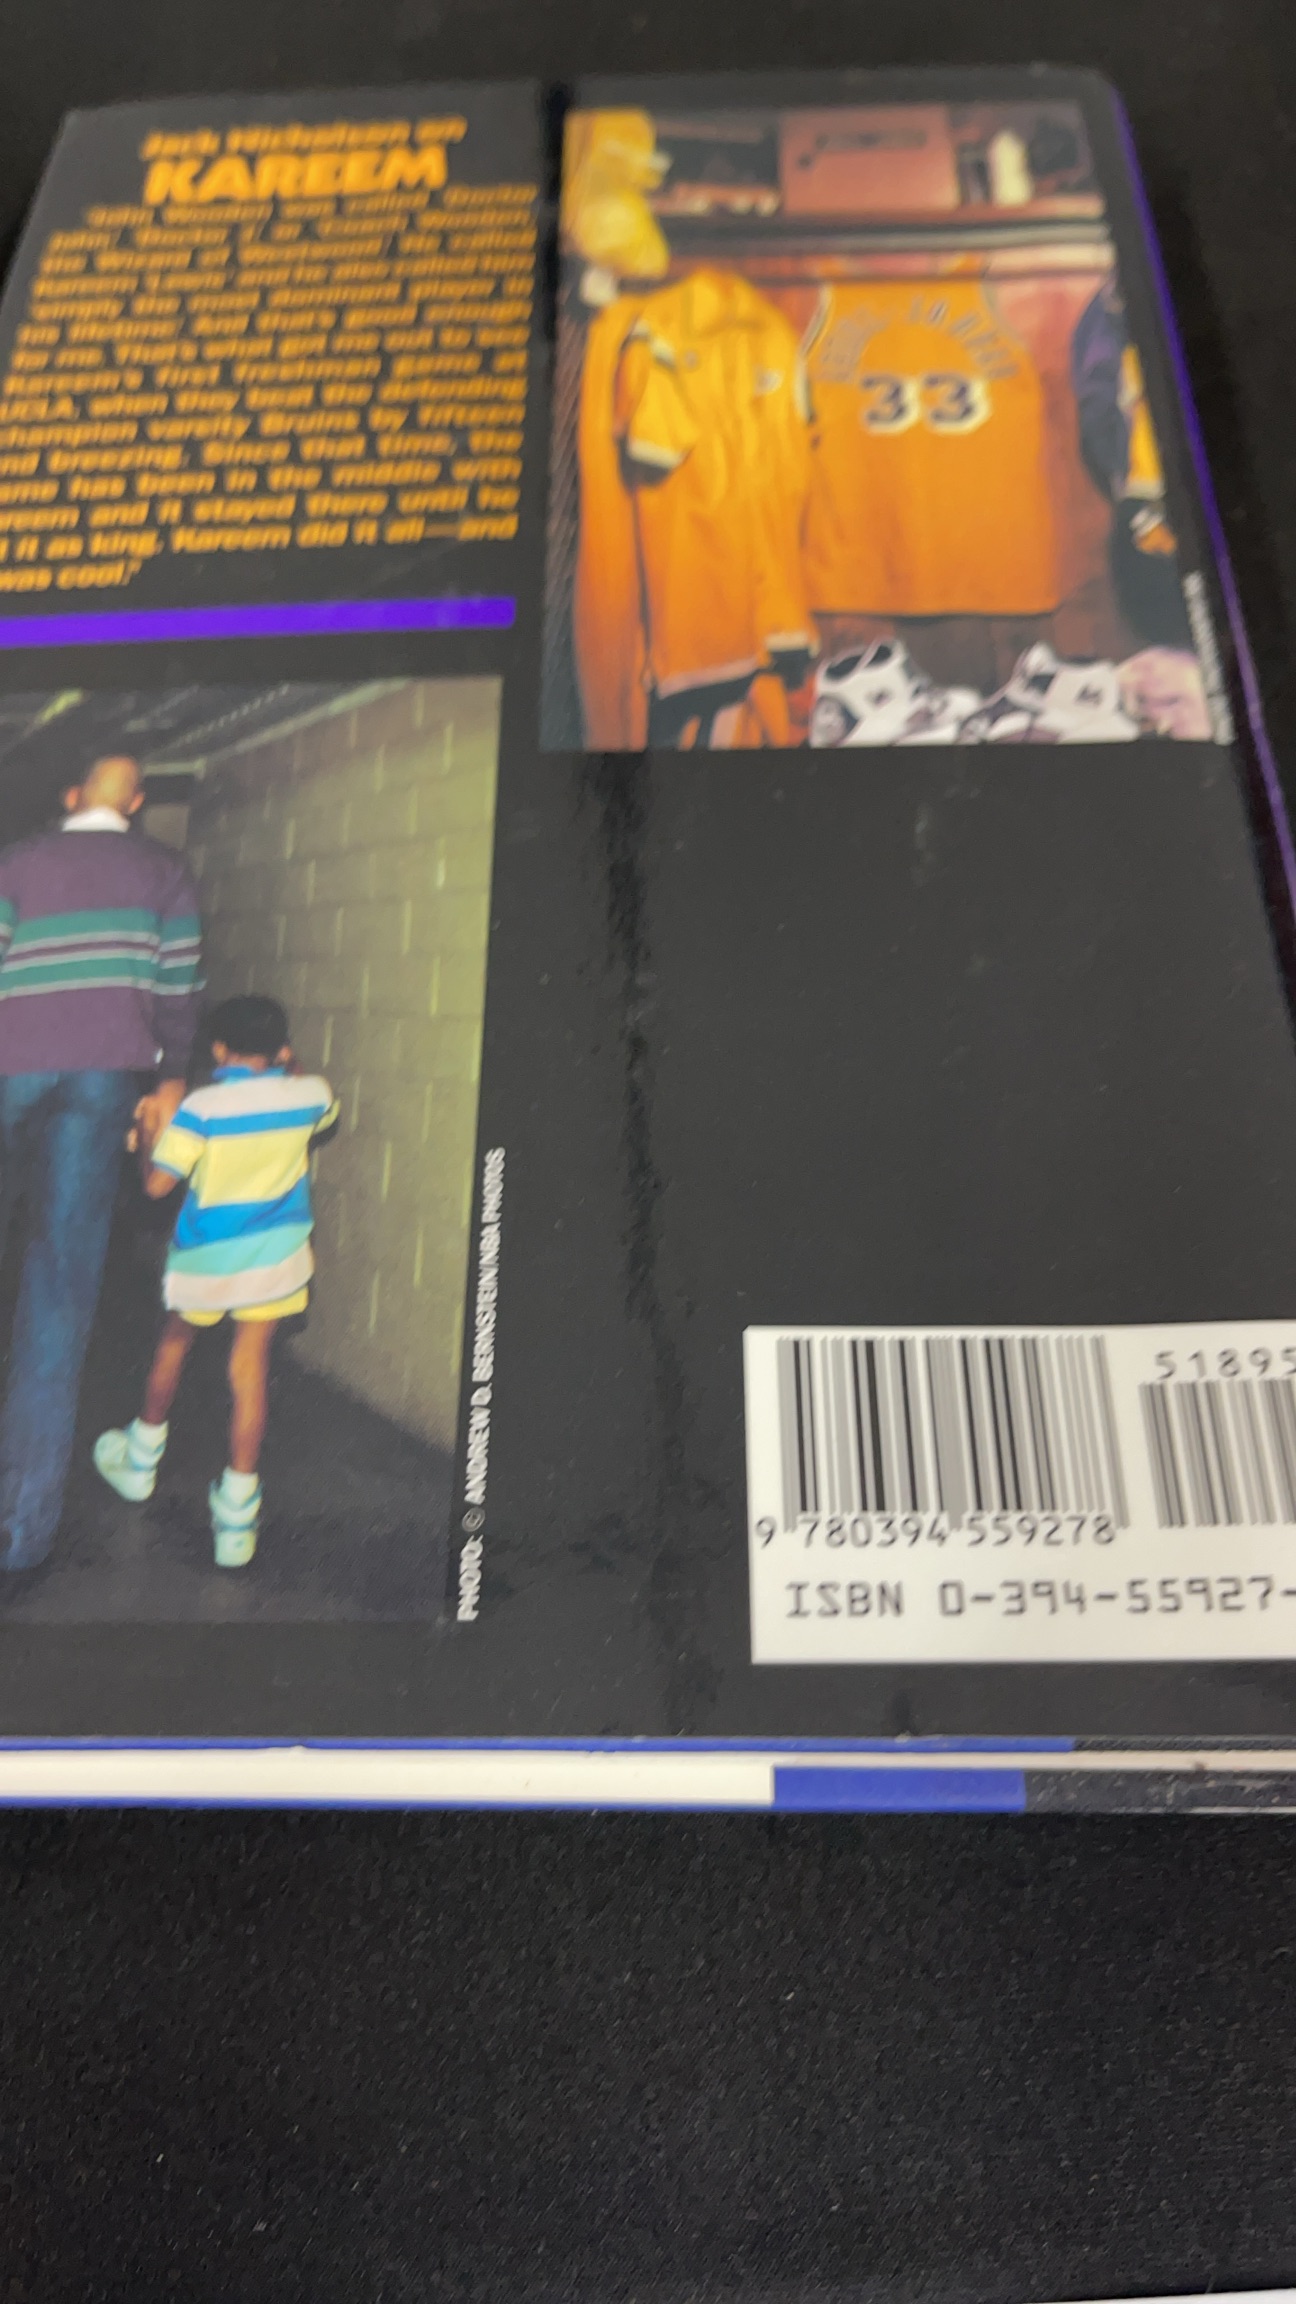 Jack Nicholson on
KAREEM
"John Wooden was called 'Doctor
John,' 'Doctor J,' or 'Coach Wooden,
the Wizard of Westwood.' He called
Kareem 'Lewis' and he also called him
simply the most dominant player in
his lifetime. And that's good enough
for me. That's what got me out to see
Kareem's first freshman game at
UCLA, when they beat the defending
champion varsity Bruins by fifteen
nd breezing. Since that time, the
ame has been in the middle with
reem and it stayed there until he
it as king. Kareem did it all—and
was cool."
33
PHOTO: © ANDREW D. BERNSTEIN/NBA PHOTOS
51895
9 780394 559278
ISBN 0-394-55927-